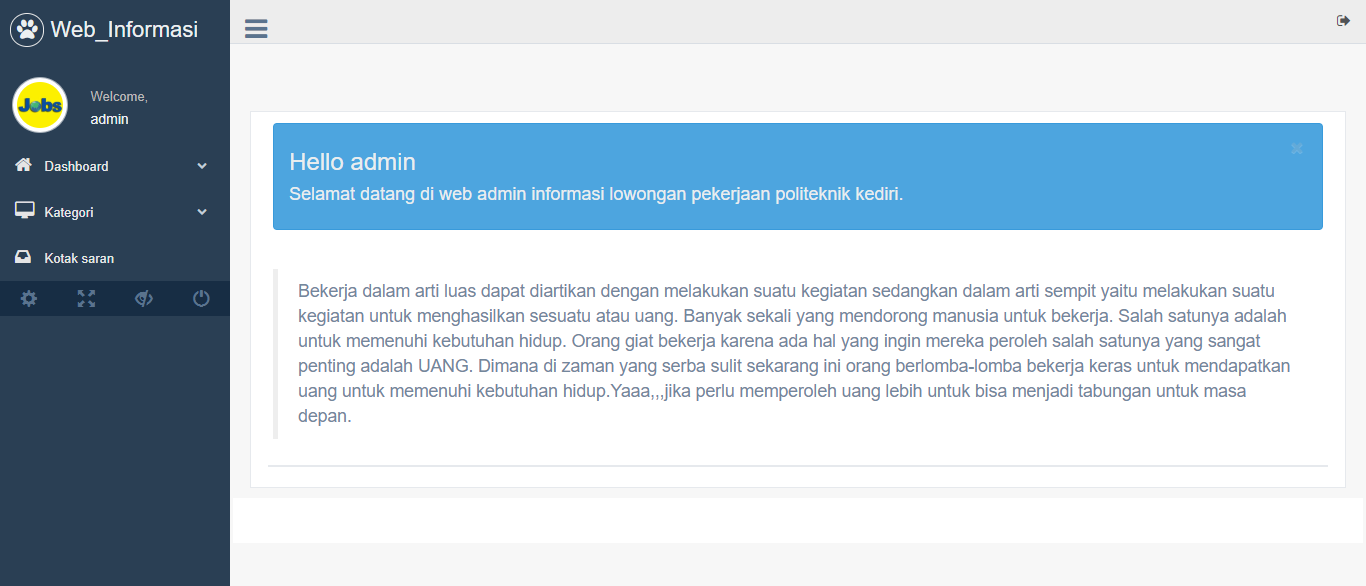 Web_Informasi
Jobs
Welcome,
admin
Dashboard
Kategori
Kotak saran
Hello admin
Selamat datang di web admin informasi lowongan pekerjaan politeknik kediri.
Bekerja dalam arti luas dapat diartikan dengan melakukan suatu kegiatan sedangkan dalam arti sempit yaitu melakukan suatu
kegiatan untuk menghasilkan sesuatu atau uang. Banyak sekali yang mendorong manusia untuk bekerja. Salah satunya adalah
untuk memenuhi kebutuhan hidup. Orang giat bekerja karena ada hal yang ingin mereka peroleh salah satunya yang sangat
penting adalah UANG. Dimana di zaman yang serba sulit sekarang ini orang berlomba-lomba bekerja keras untuk mendapatkan
uang untuk memenuhi kebutuhan hidup.Yaaa,,,jika perlu memperoleh uang lebih untuk bisa menjadi tabungan untuk masa
depan.